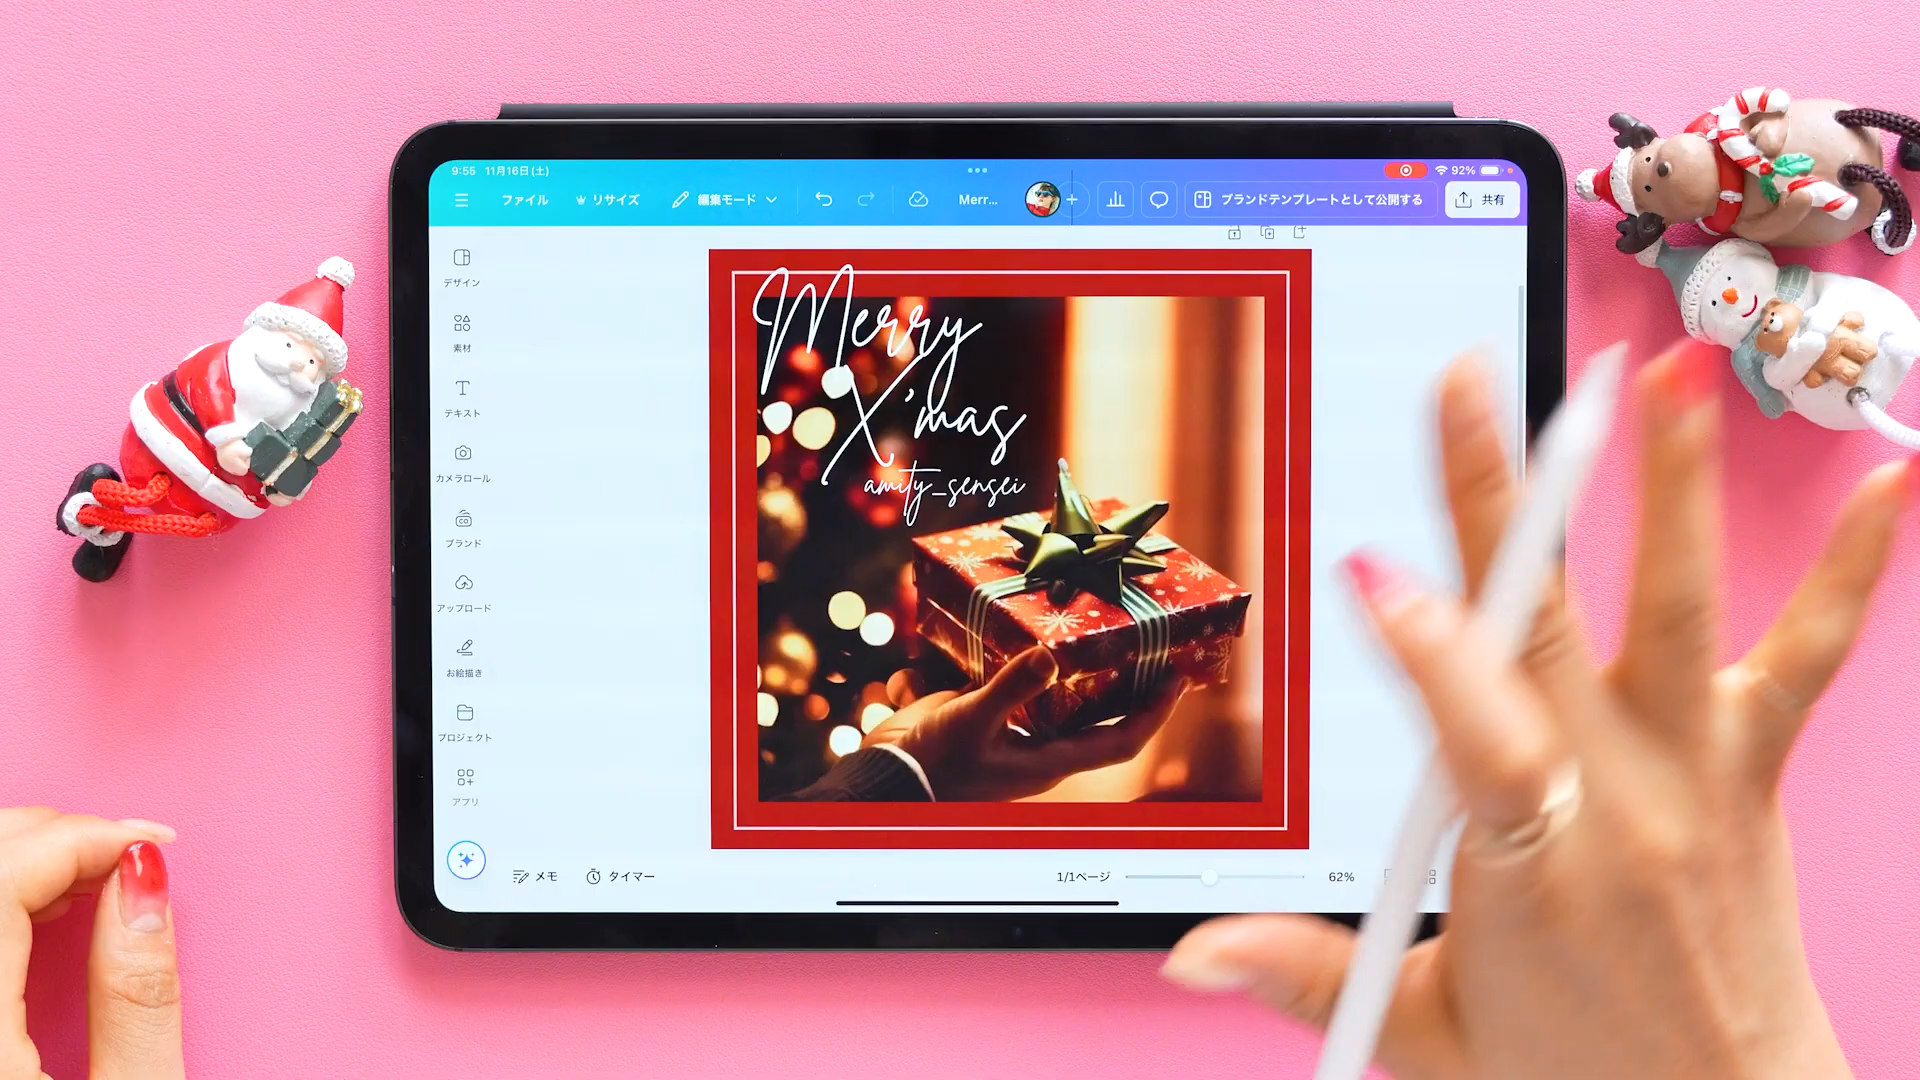 9:55 11月16日(土)
92%
ファイル
リサイズ
編集モード
Merr...
ブランドテンプレートとして公開する
共有
デザイン
素材
テキスト
カメラロール
ブランド
アップロード
お絵描き
プロジェクト
アプリ
Merry
X'mas
amity_sensei
メモ
タイマー
1/1ページ
62%